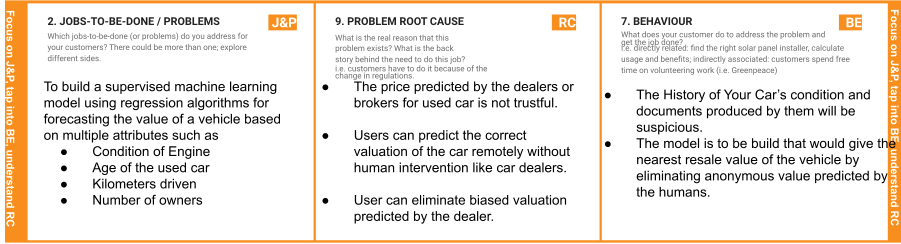 Focus on J&P, tap into BE, understand RC
2. JOBS-TO-BE-DONE / PROBLEMS
J&P
Which jobs-to-be-done (or problems) do you address for
your customers? There could be more than one; explore
different sides.
To build a supervised machine learning
model using regression algorithms for
forecasting the value of a vehicle based
on multiple attributes such as
● Condition of Engine
● Age of the used car
● Kilometers driven
● Number of owners
9. PROBLEM ROOT CAUSE
RC
What is the real reason that this
problem exists? What is the back
story behind the need to do this job?
i.e. customers have to do it because of the
change in regulations.
● The price predicted by the dealers or
brokers for used car is not trustful.
● Users can predict the correct
valuation of the car remotely without
human intervention like car dealers.
● User can eliminate biased valuation
predicted by the dealer.
7. BEHAVIOUR
BE
What does your customer do to address the problem and
get the job done?
i.e. directly related: find the right solar panel installer, calculate
usage and benefits; indirectly associated: customers spend free
time on volunteering work (i.e. Greenpeace)
● The History of Your Car's condition and
documents produced by them will be
suspicious.
● The model is to be build that would give the
nearest resale value of the vehicle by
eliminating anonymous value predicted by
the humans.
Focus on J&P, tap into BE, understand RC